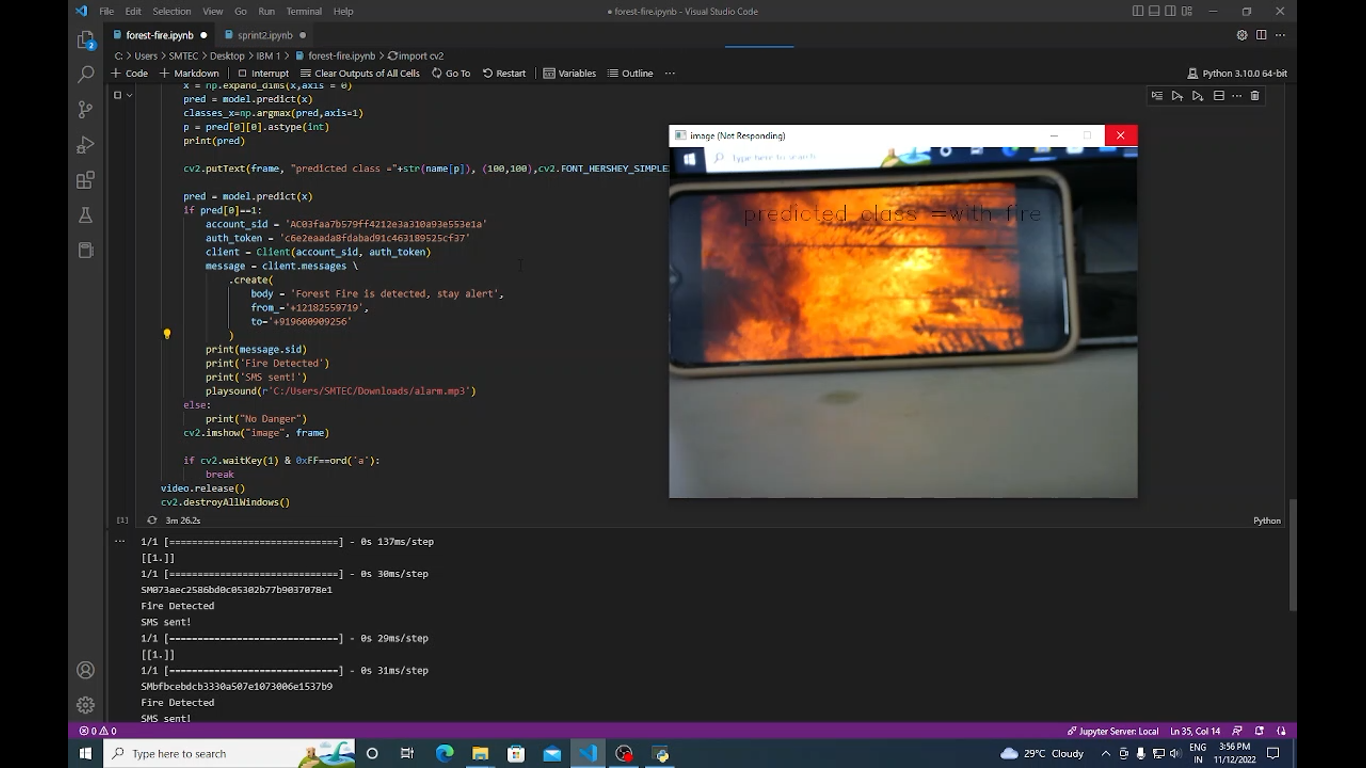 File Edit Selection View Go Run Terminal Help
● forest-fire.ipynb - Visual Studio Code
forest-fire.ipynb ●
sprint2.ipynb ●
C: > Users > SMTEC > Desktop > IBM 1 > forest-fire.ipynb > import cv2
+ Code + Markdown Interrupt Clear Outputs of All Cells Go To Restart Variables Outline ...
Python 3.10.0 64-bit
2
x = np.expand_dims(x,axis = 0)
pred = model.predict(x)
classes_x=np.argmax(pred,axis=1)
p = pred[0][0].astype(int)
print(pred)
cv2.putText(frame, "predicted class ="+str(name[p]), (100,100),cv2.FONT_HERSHEY_SIMPLE
pred = model.predict(x)
if pred[0]==1:
account_sid = 'AC03faa7b579ff4212e3a310a93e553e1a'
auth_token = 'c6e2eaada8fdabad91c463189525cf37'
client = Client(account_sid, auth_token)
message = client.messages \
.create(
body = 'Forest Fire is detected, stay alert',
from_='+12182559719',
to='+919600909256'
)
print(message.sid)
print('Fire Detected')
print('SMS sent!')
playsound(r'C:/Users/SMTEC/Downloads/alarm.mp3')
else:
print("No Danger")
cv2.imshow("image", frame)
if cv2.waitKey(1) & 0xFF==ord('a'):
break
video.release()
cv2.destroyAllWindows()
[1] 3m 26.2s
Python
image (Not Responding)
Type here to search
predicted class =with fire
... 1/1 [==============================] - 0s 137ms/step
[[1.]]
1/1 [==============================] - 0s 30ms/step
SM073aec2586bd0c05302b77b9037078e1
Fire Detected
SMS sent!
1/1 [==============================] - 0s 29ms/step
[[1.]]
1/1 [==============================] - 0s 31ms/step
SMbfbcebdcb3330a507e1073006e1537b9
Fire Detected
SMS sent!
0 0
Jupyter Server: Local Ln 35, Col 14
Type here to search
29°C Cloudy
ENG
IN
3:56 PM
11/12/2022